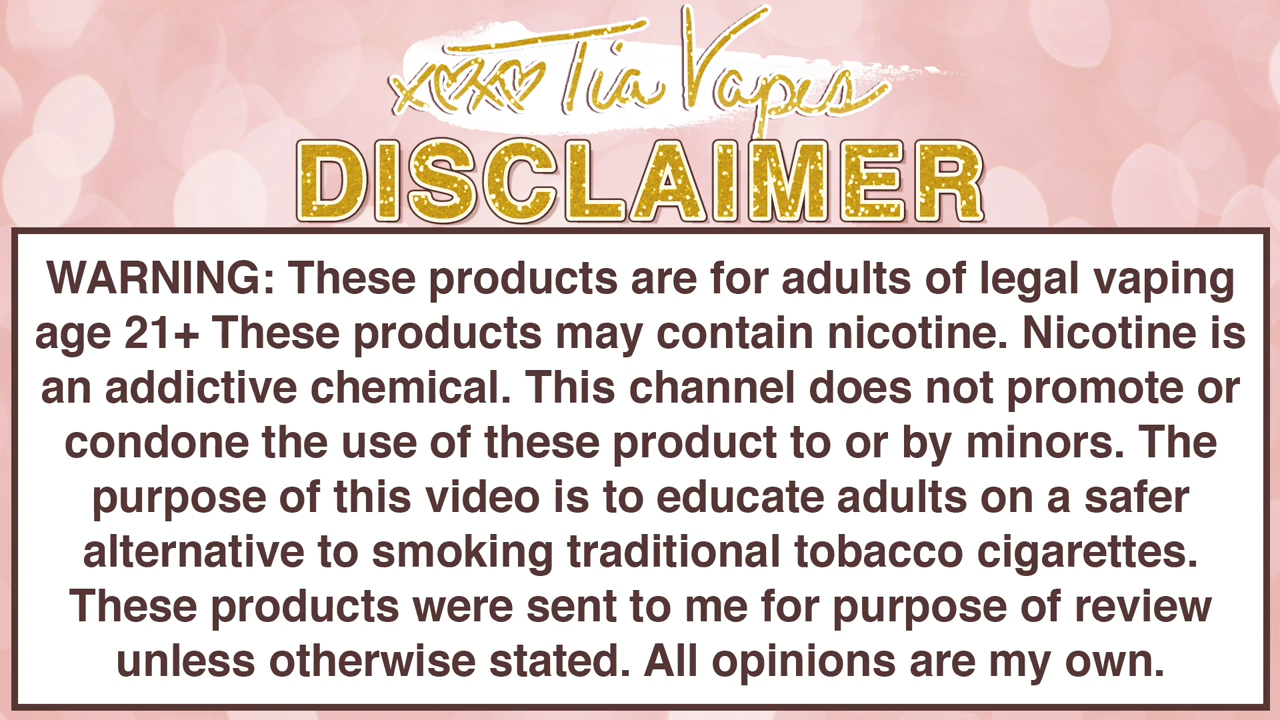 xoxo Tia Vapes
DISCLAIMER
WARNING: These products are for adults of legal vaping
age 21+ These products may contain nicotine. Nicotine is
an addictive chemical. This channel does not promote or
condone the use of these product to or by minors. The
purpose of this video is to educate adults on a safer
alternative to smoking traditional tobacco cigarettes.
These products were sent to me for purpose of review
unless otherwise stated. All opinions are my own.